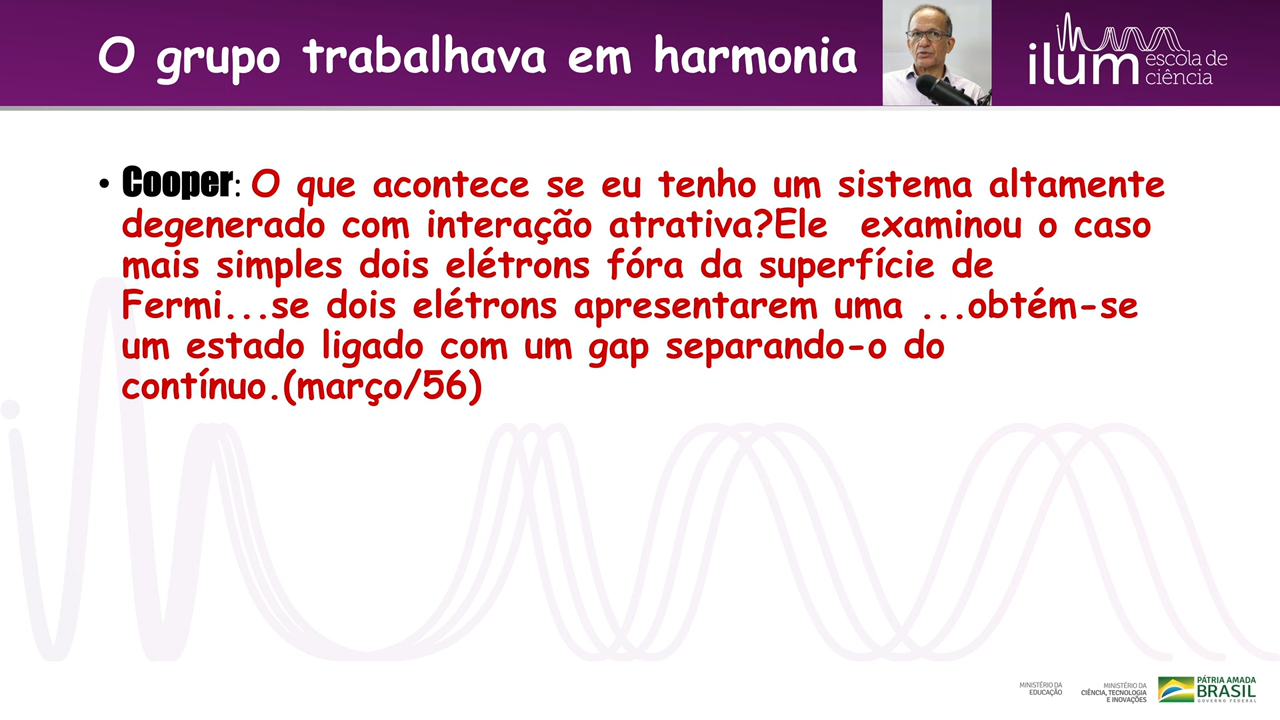 O grupo trabalhava em harmonia
ilum escola de
ciência
• Cooper: O que acontece se eu tenho um sistema altamente
degenerado com interação atrativa?Ele examinou o caso
mais simples dois elétrons fóra da superfície de
Fermi...se dois elétrons apresentarem uma ...obtém-se
um estado ligado com um gap separando-o do
contínuo.(março/56)
MINISTÉRIO DA
EDUCAÇÃO
MINISTÉRIO DA
CIÊNCIA, TECNOLOGIA
E INOVAÇÕES
PÁTRIA AMADA
BRASIL
GOVERNO FEDERAL